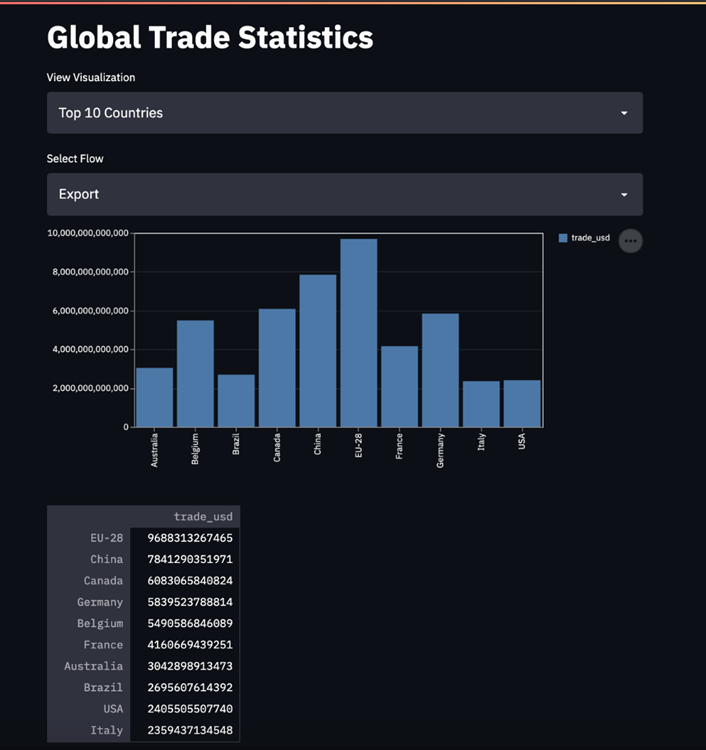 Global Trade Statistics
View Visualization
Top 10 Countries
Select Flow
Export
10,000,000,000,000
8,000,000,000,000
6,000,000,000,000
4,000,000,000,000
2,000,000,000,000
0
trade_usd
Australia
Belgium
Brazil
Canada
China
EU-28
France
Germany
Italy
USA
trade_usd
EU-28 9688313267465
China 7841290351971
Canada 6083065840824
Germany 5839523788814
Belgium 5490586846089
France 4160669439251
Australia 3042898913473
Brazil 2695607614392
USA 2405505507740
Italy 2359437134548